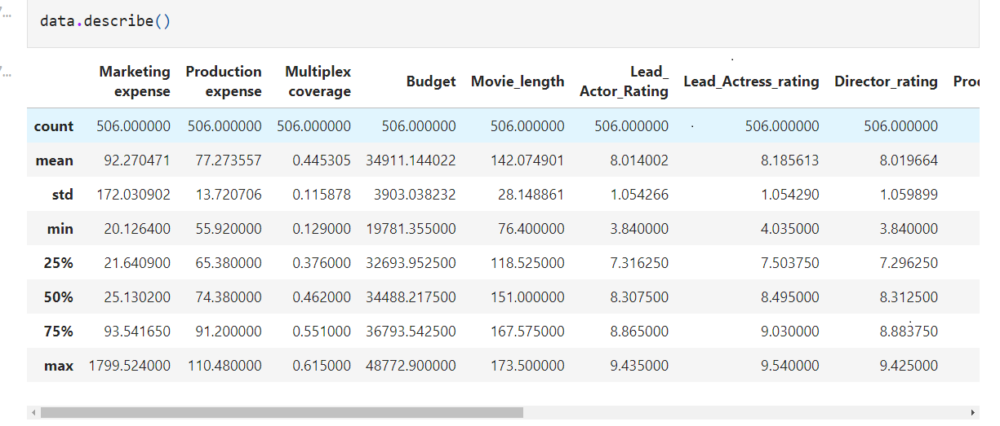 data.describe()
Marketing expense Production expense Multiplex coverage Budget Movie_length Lead_ Actor_Rating Lead_Actress_rating Director_rating
count 506.000000 506.000000 506.000000 506.000000 506.000000 506.000000 506.000000 506.000000
mean 92.270471 77.273557 0.445305 34911.144022 142.074901 8.014002 8.185613 8.019664
std 172.030902 13.720706 0.115878 3903.038232 28.148861 1.054266 1.054290 1.059899
min 20.126400 55.920000 0.129000 19781.355000 76.400000 3.840000 4.035000 3.840000
25% 21.640900 65.380000 0.376000 32693.952500 118.525000 7.316250 7.503750 7.296250
50% 25.130200 74.380000 0.462000 34488.217500 151.000000 8.307500 8.495000 8.312500
75% 93.541650 91.200000 0.551000 36793.542500 167.575000 8.865000 9.030000 8.883750
max 1799.524000 110.480000 0.615000 48772.900000 173.500000 9.435000 9.540000 9.425000